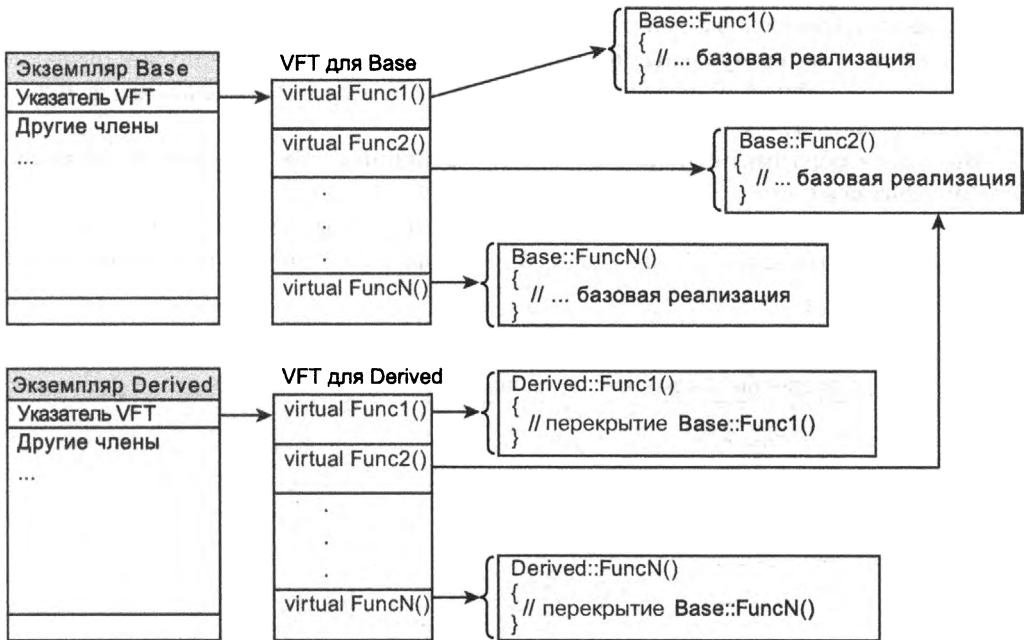 Экземпляр Base
Указатель VFT
Другие члены
...
VFT для Base
virtual Func1()
virtual Func2()
.
.
.
virtual FuncN()
Base::Func1()
{
// ... базовая реализация
}
Base::Func2()
{
// ... базовая реализация
}
Base::FuncN()
{
// ... базовая реализация
}
Экземпляр Derived
Указатель VFT
Другие члены
...
VFT для Derived
virtual Func1()
virtual Func2()
.
.
.
virtual FuncN()
Derived::Func1()
{
// перекрытие Base::Func1()
}
Derived::FuncN()
{
// перекрытие Base::FuncN()
}